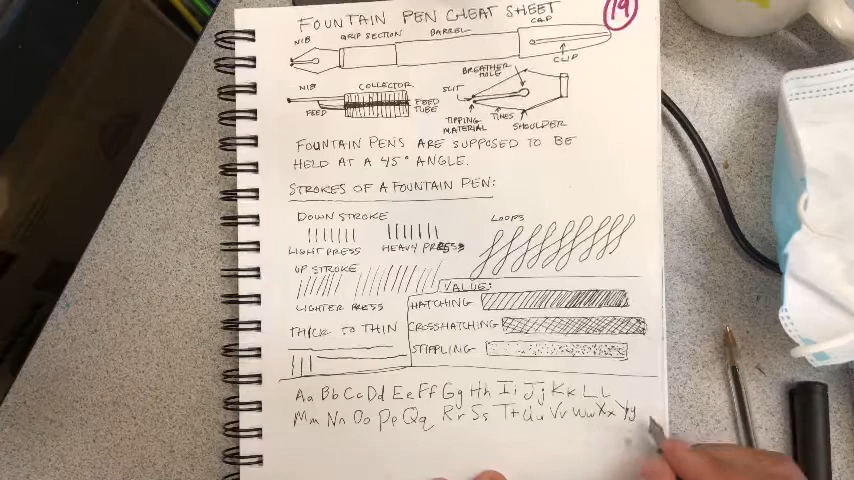 FOUNTAIN PEN CHEAT SHEET
19
NIB
GRIP SECTION
BARREL
CAP
CLIP
NIB
COLLECTOR
FEED
FEED TUBE
BREATHER HOLE
SLIT
TIPPING MATERIAL
TINES
SHOULDER
FOUNTAIN PENS ARE SUPPOSED TO BE
HELD AT A 45° ANGLE.
STROKES OF A FOUNTAIN PEN:
DOWN STROKE
LIGHT PRESS
HEAVY PRESS
LOOPS
UP STROKE
LIGHTER PRESS
THICK TO THIN
VALUE:
HATCHING
CROSSHATCHING
STIPPLING
Aa Bb Cc Dd Ee Ff Gg Hh Ii Jj Kk Ll
Mm Nn Oo Pp Qq Rr Ss Tt Uu Vv Ww Xx Yy